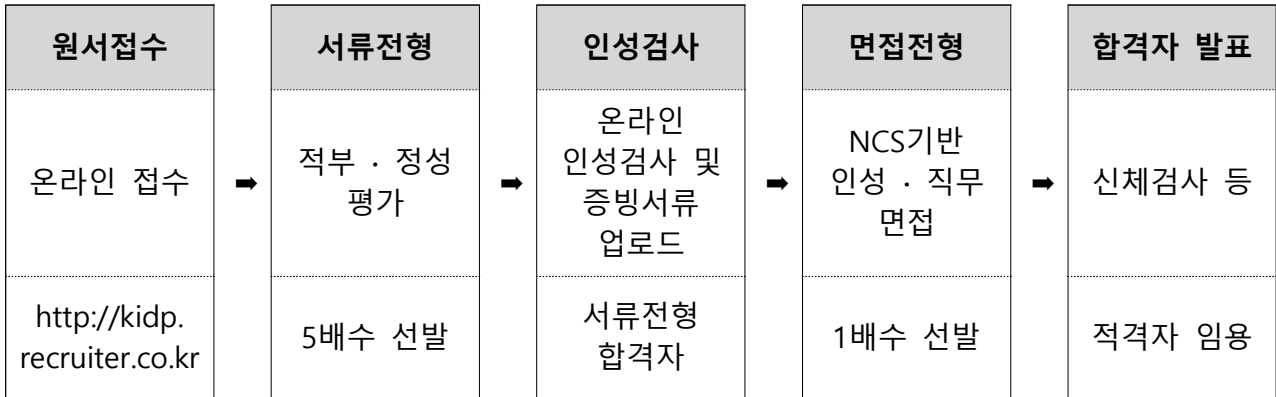 원서접수
서류전형
인성검사
면접전형
합격자 발표
온라인 접수
➡
적부 · 정성
평가
➡
온라인
인성검사 및
증빙서류
업로드
➡
NCS기반
인성 · 직무
면접
➡
신체검사 등
http://kidp.
recruiter.co.kr
5배수 선발
서류전형
합격자
1배수 선발
적격자 임용